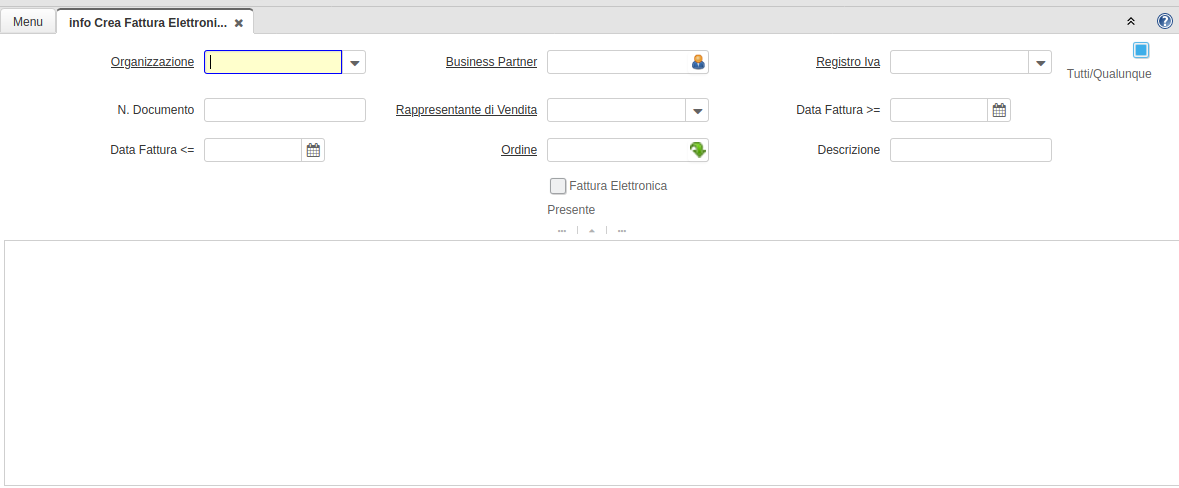 Menu
info Crea Fattura Elettroni...
Organizzazione
Business Partner
Registro Iva
Tutti/Qualunque
N. Documento
Rappresentante di Vendita
Data Fattura >=
Data Fattura <=
Ordine
Descrizione
Fattura Elettronica
Presente